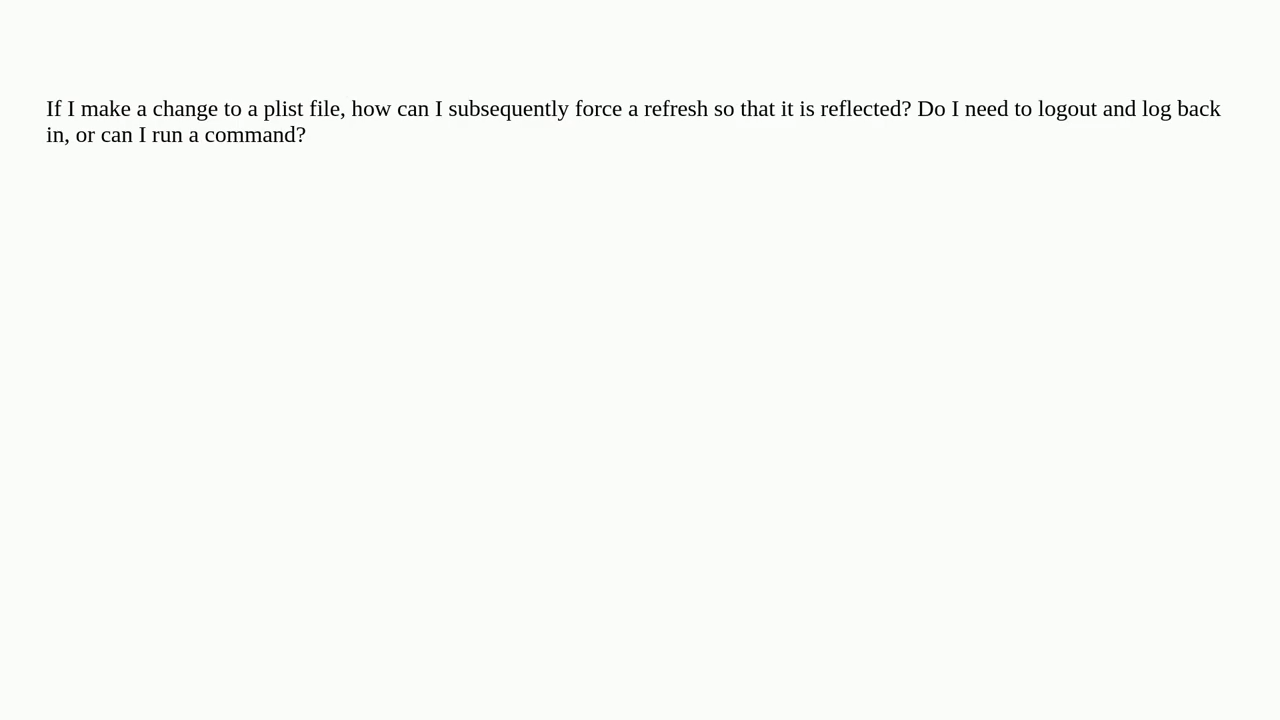 If I make a change to a plist file, how can I subsequently force a refresh so that it is reflected? Do I need to logout and log back
in, or can I run a command?